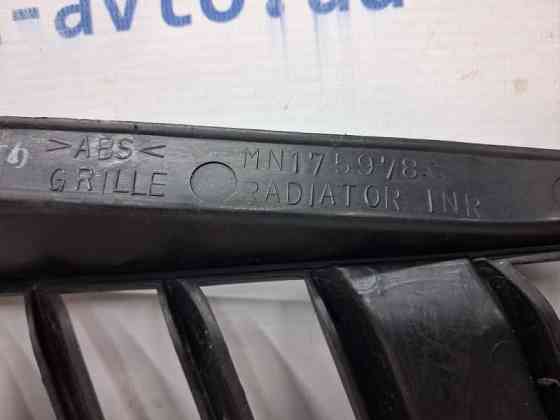 >ABS<
GRILLE
MN175978
RADIATOR INR